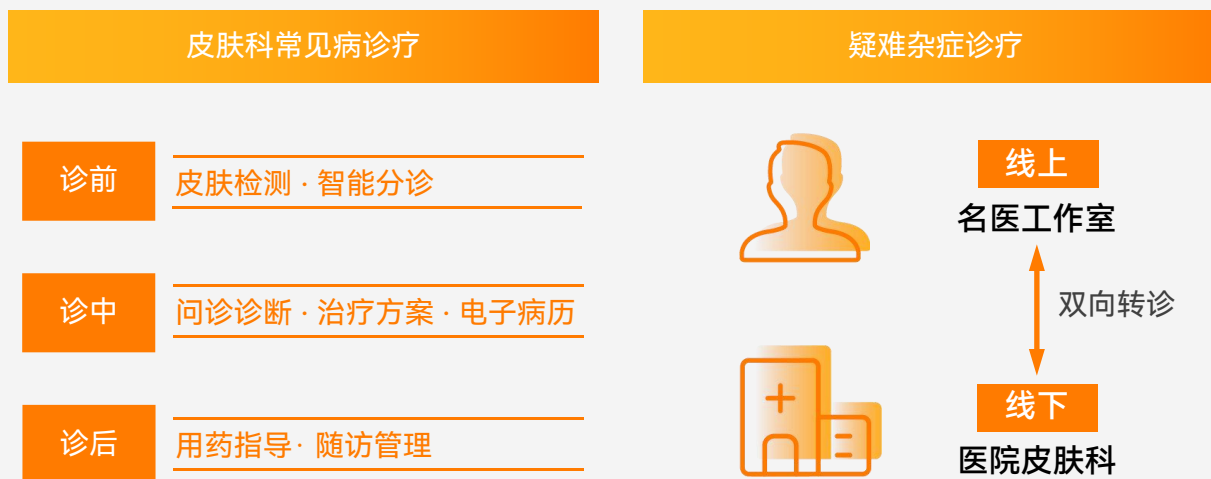 皮肤科常见病诊疗
诊前
皮肤检测 · 智能分诊
诊中
问诊诊断 · 治疗方案 · 电子病历
诊后
用药指导 · 随访管理
疑难杂症诊疗
线上
名医工作室
双向转诊
线下
医院皮肤科